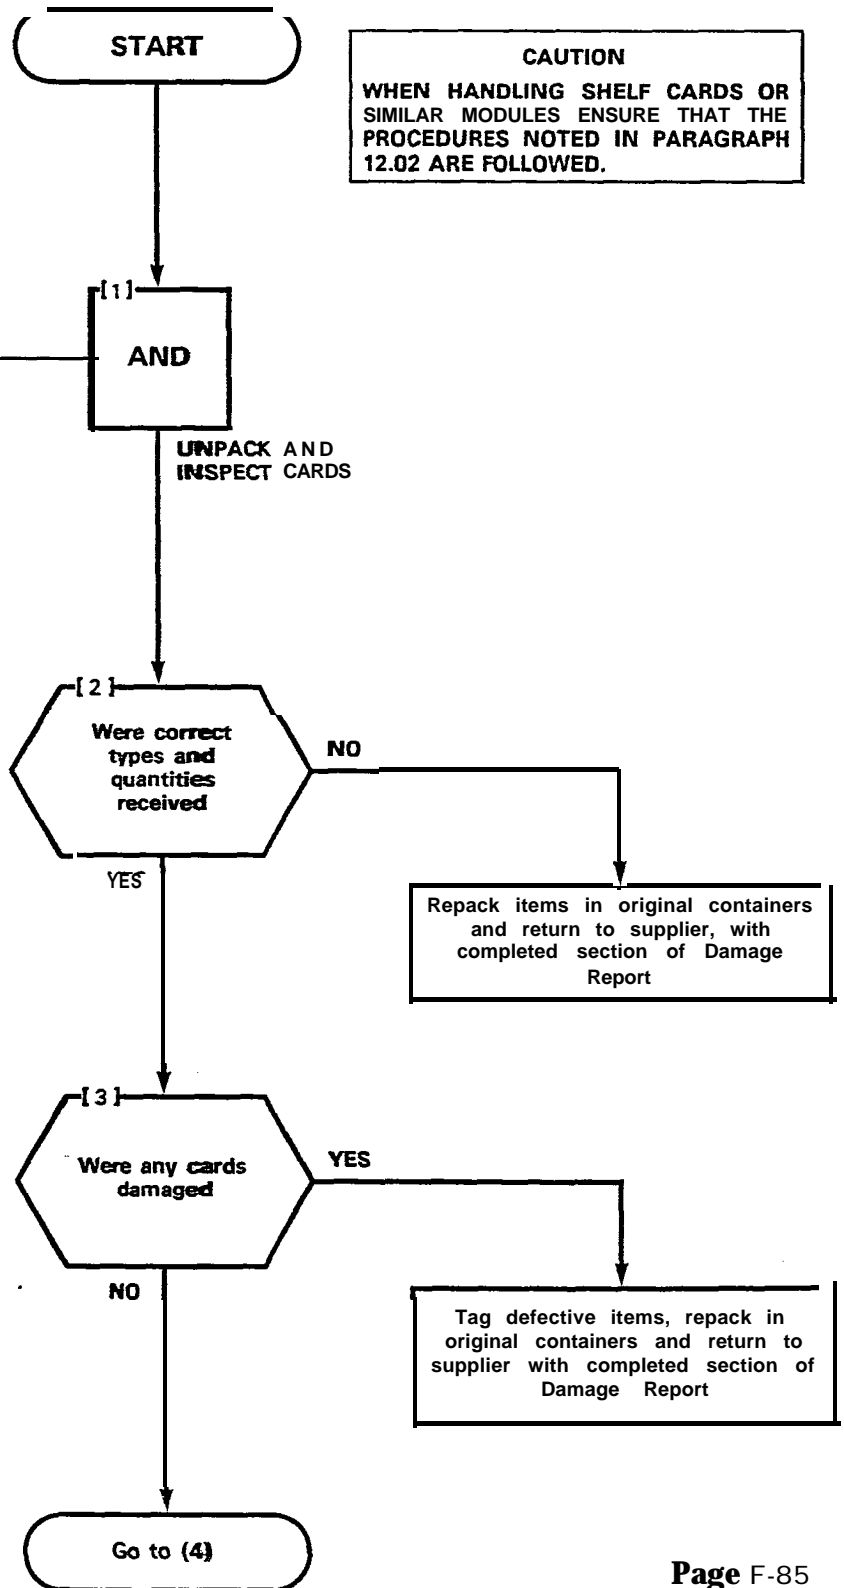 START
CAUTION
WHEN HANDLING SHELF CARDS OR
SIMILAR MODULES ENSURE THAT THE
PROCEDURES NOTED IN PARAGRAPH
12.02 ARE FOLLOWED.
[1]
AND
UNPACK AND
INSPECT CARDS
[2]
Were correct
types and
quantities
received
NO
YES
Repack items in original containers
and return to supplier, with
completed section of Damage
Report
[3]
Were any cards
damaged
YES
NO
Tag defective items, repack in
original containers and return to
supplier with completed section of
Damage Report
Go to (4)
Page F-85